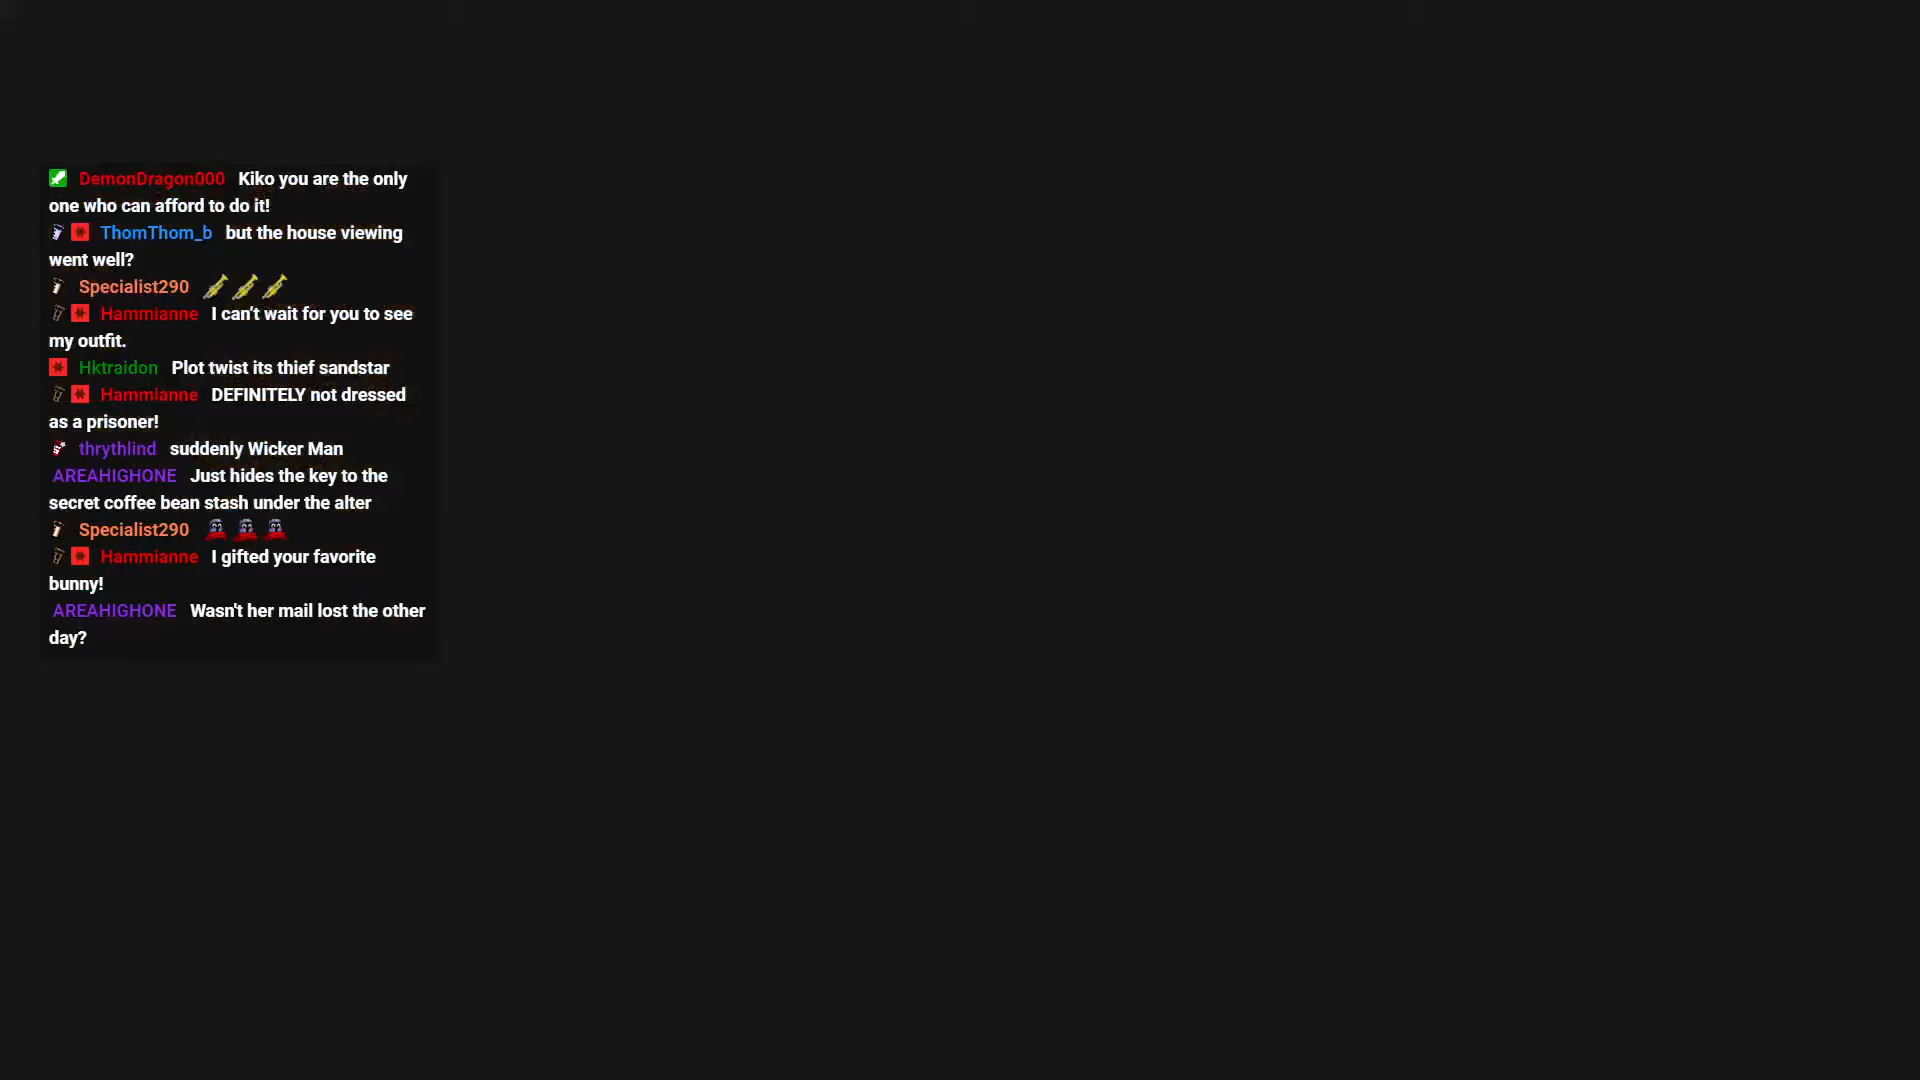 DemonDragon000 Kiko you are the only
one who can afford to do it!
ThomThom_b but the house viewing
went well?
Specialist290
Hammianne I can't wait for you to see
my outfit.
Hktraidon Plot twist its thief sandstar
Hammianne DEFINITELY not dressed
as a prisoner!
thrythlind suddenly Wicker Man
AREAHIGHONE Just hides the key to the
secret coffee bean stash under the alter
Specialist290
Hammianne I gifted your favorite
bunny!
AREAHIGHONE Wasn't her mail lost the other
day?